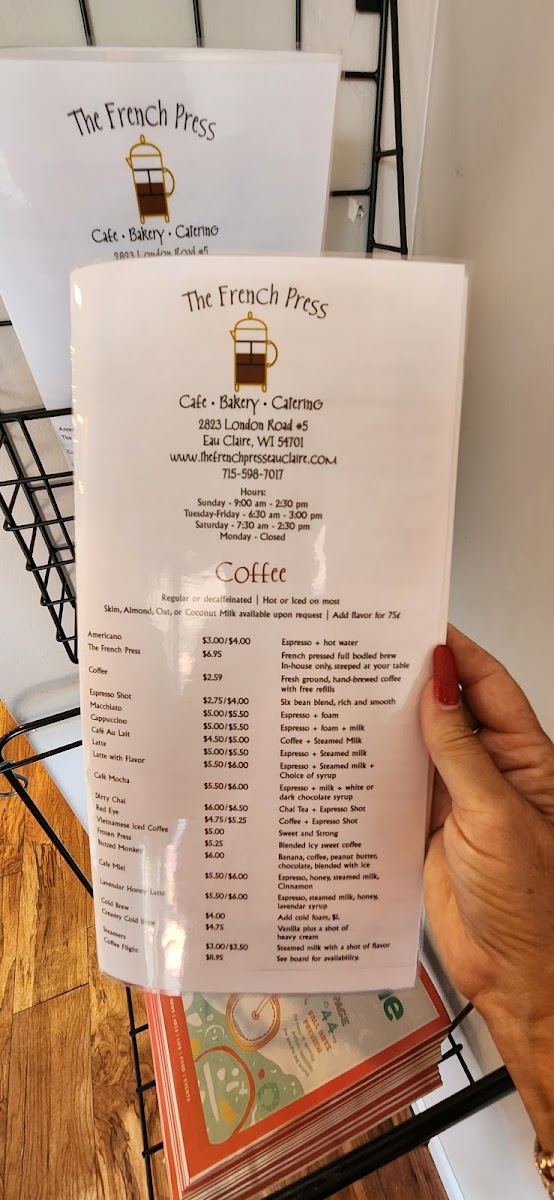 The French Press
Cafe • Bakery • Catering
2823 London Road #5
The French Press
Cafe • Bakery • Catering
2823 London Road #5
Eau Claire, WI 54701
www.thefrenchpresseauclaire.com
715-598-7017
Hours:
Sunday - 9:00 am - 2:30 pm
Tuesday-Friday - 6:30 am - 3:00 pm
Saturday - 7:30 am - 2:30 pm
Monday - Closed
Coffee
Regular or decaffeinated | Hot or Iced on most
Skim, Almond, Oat, or Coconut Milk available upon request | Add flavor for 75¢
Americano $3.00/$4.00 Espresso + hot water
The French Press $6.95 French pressed full bodied brew
In-house only, steeped at your table
Coffee $2.59 Fresh ground, hand-brewed coffee
with free refills
Espresso Shot $2.75/$4.00 Six bean blend, rich and smooth
Macchiato $5.00/$5.50 Espresso + foam
Cappuccino $5.00/$5.50 Espresso + foam + milk
Café Au Lait $4.50/$5.00 Coffee + Steamed Milk
Latte $5.00/$5.50 Espresso + Steamed milk
Latte with Flavor $5.50/$6.00 Espresso + Steamed milk +
Choice of syrup
Café Mocha $5.50/$6.00 Espresso + milk + white or
dark chocolate syrup
Dirty Chai $6.00/$6.50 Chai Tea + Espresso Shot
Red Eye $4.75/$5.25 Coffee + Espresso Shot
Vietnamese Iced Coffee $5.00 Sweet and Strong
Frozen Press $5.25 Blended icy sweet coffee
Buzzed Monkey $6.00 Banana, coffee, peanut butter,
chocolate, blended with ice
Cafe Miel $5.50/$6.00 Espresso, honey, steamed milk,
Cinnamon
Lavendar Honey Latte $5.50/$6.00 Espresso, steamed milk, honey,
lavendar syrup
Cold Brew $4.00 Add cold foam, $1.
Creamy Cold Brew $4.75 Vanilla plus a shot of
heavy cream
Steamers $3.00/$3.50 Steamed milk with a shot of flavor
Coffee Flight $11.95 See board for availability.
FALL ARTS
PREVIEW